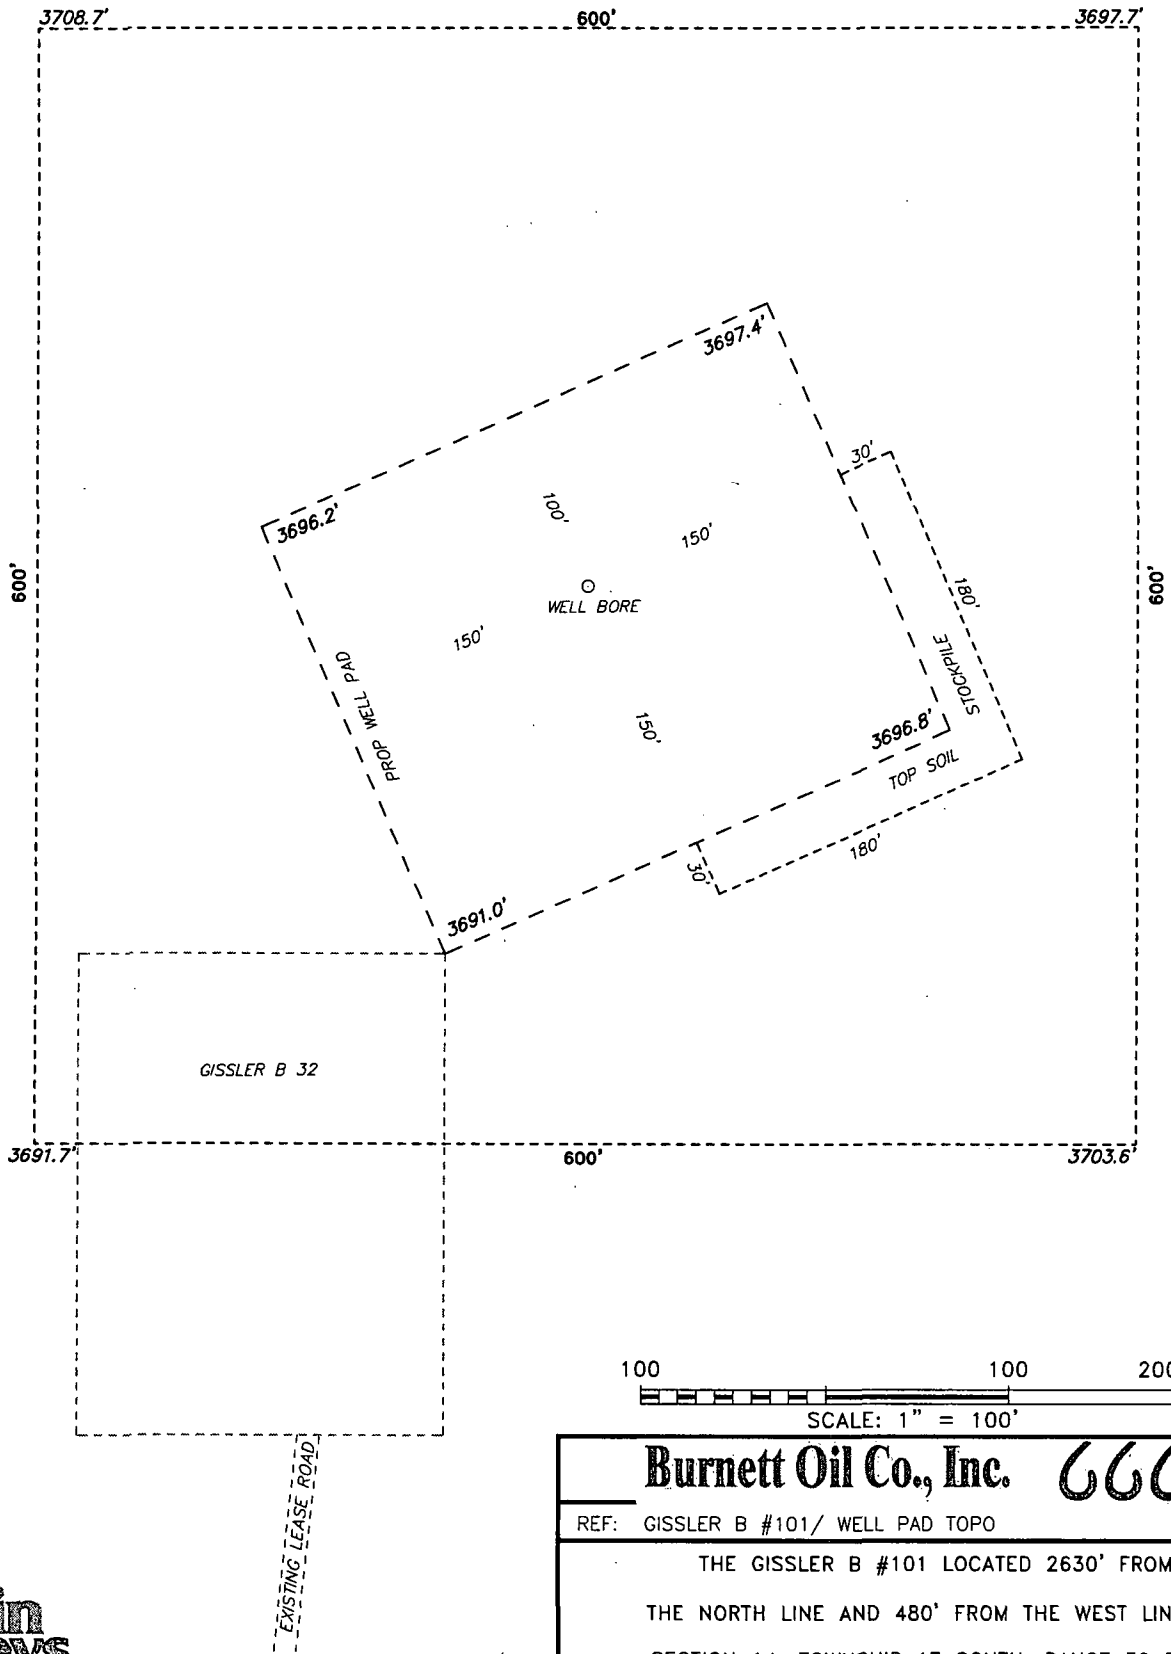 3708.7'
600'
3697.7'
3697.4'
30'
3696.2'
100'
150'
600'
600'
WELL BORE
180'
150'
PROP WELL PAD
STOCKPILE
150'
3696.8'
TOP SOIL
180'
30'
3691.0'
GISSLER B 32
3691.7'
600'
3703.6'
100 100 200
SCALE: 1" = 100'
EXISTING LEASE ROAD
Burnett Oil Co., Inc.
REF: GISSLER B #101/ WELL PAD TOPO
THE GISSLER B #101 LOCATED 2630' FROM
THE NORTH LINE AND 480' FROM THE WEST LIN